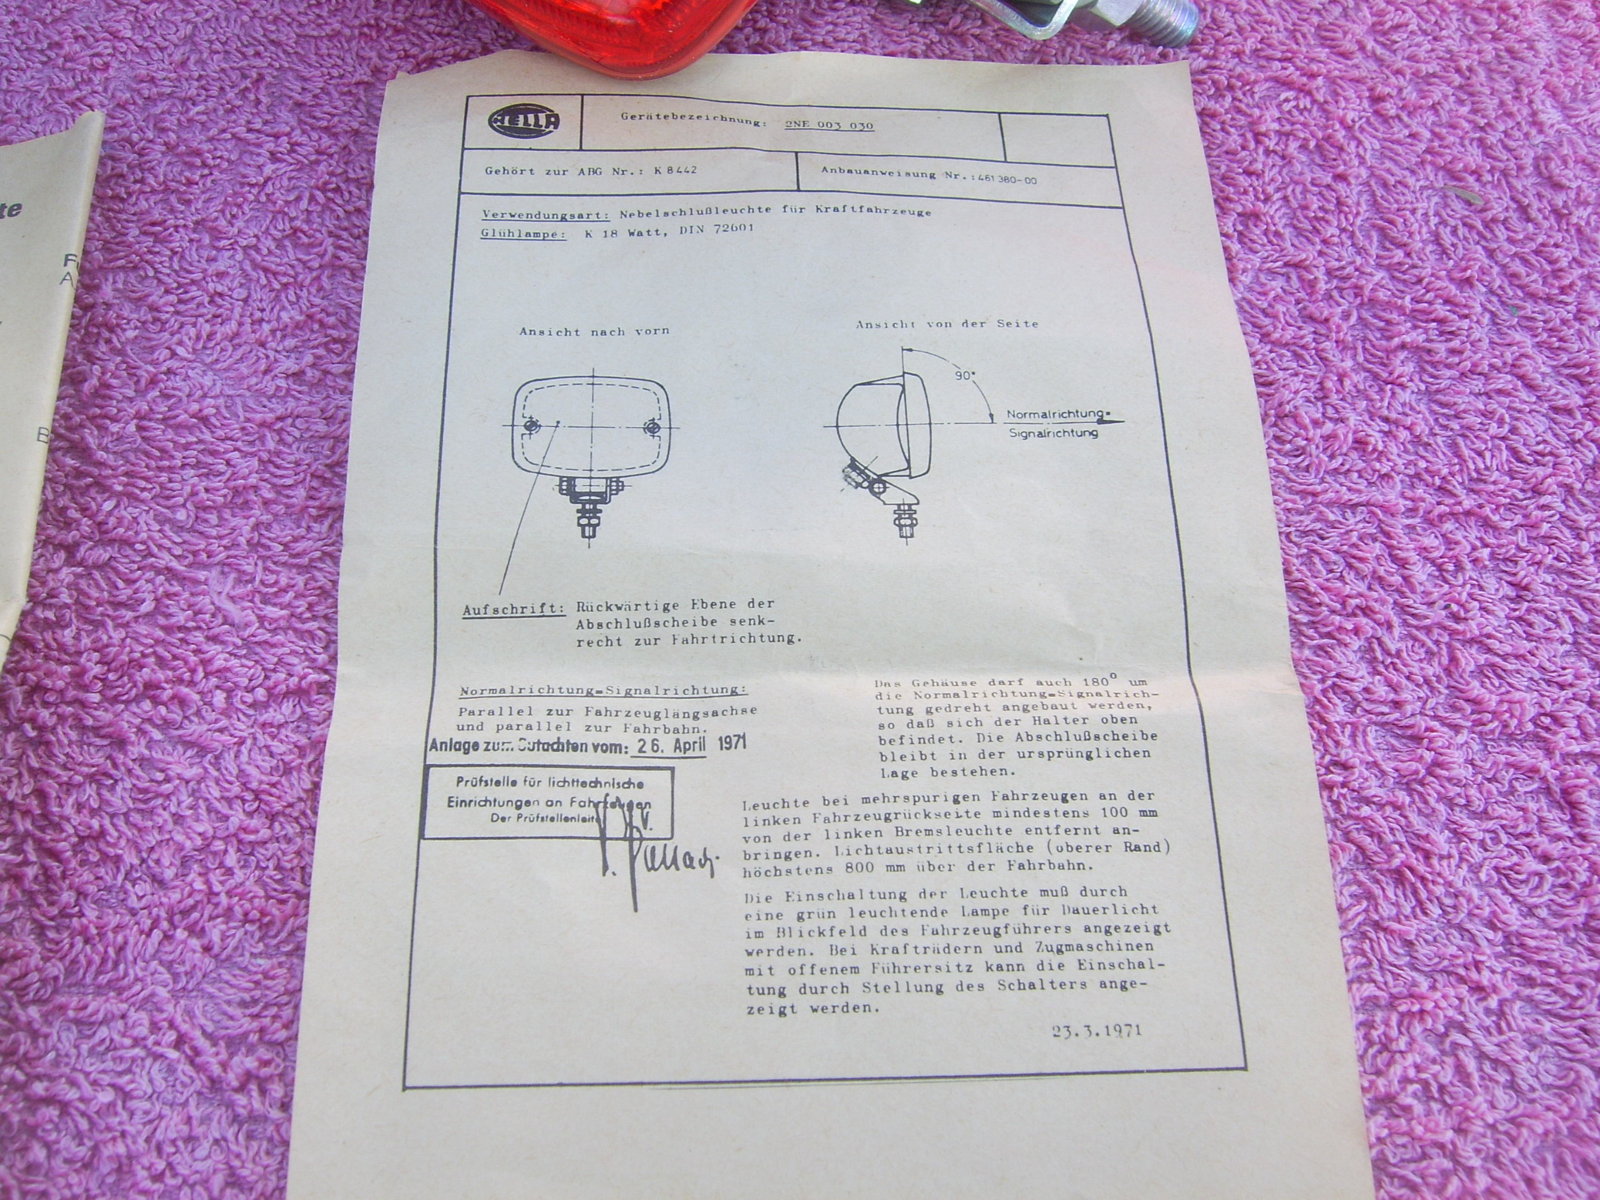 te
F
A
B
HELLA
Gerätebezeichnung: 2NE 003 030
Gehört zur ABG Nr.: K 8442
Anbauanweisung Nr.: 461 380-00
Verwendungsart: Nebelschlußleuchte für Kraftfahrzeuge
Glühlampe: K 18 Watt, DIN 72601
Ansicht nach vorn
Ansicht von der Seite
90°
Normalrichtung=
Signalrichtung
Aufschrift: Rückwärtige Ebene der
Abschlußscheibe senk-
recht zur Fahrtrichtung.
Normalrichtung=Signalrichtung:
Parallel zur Fahrzeuglängsachse
und parallel zur Fahrbahn.
Anlage zum Gutachten vom: 26. April 1971
Prüfstelle für lichttechnische
Einrichtungen an Fahrzeugen
Der Prüfstellenleiter
Das Gehäuse darf auch 180° um
die Normalrichtung=Signalrich-
tung gedreht angebaut werden,
so daß sich der Halter oben
befindet. Die Abschlußscheibe
bleibt in der ursprünglichen
Lage bestehen.
Leuchte bei mehrspurigen Fahrzeugen an der
linken Fahrzeugrückseite mindestens 100 mm
von der linken Bremsleuchte entfernt an-
bringen. Lichtaustrittsfläche (oberer Rand)
höchstens 800 mm über der Fahrbahn.
Die Einschaltung der Leuchte muß durch
eine grün leuchtende Lampe für Dauerlicht
im Blickfeld des Fahrzeugführers angezeigt
werden. Bei Krafträdern und Zugmaschinen
mit offenem Führersitz kann die Einschal-
tung durch Stellung des Schalters ange-
zeigt werden.
23.3.1971